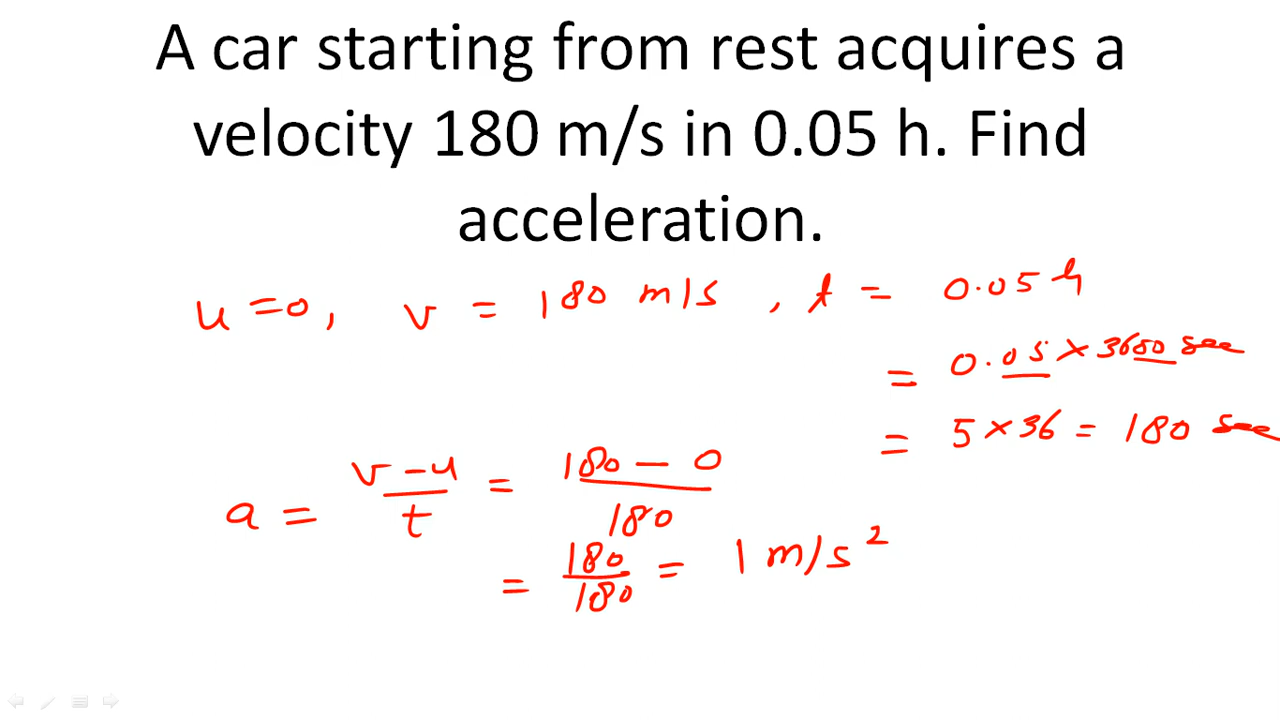 A car starting from rest acquires a
velocity 180 m/s in 0.05 h. Find
acceleration.
u = 0, v = 180 m/s , t = 0.05 h
= 0.05 × 3600 sec
= 5 × 36 = 180 sec
a = v - u / t = 180 - 0 / 180
= 180 / 180 = 1 m/s²